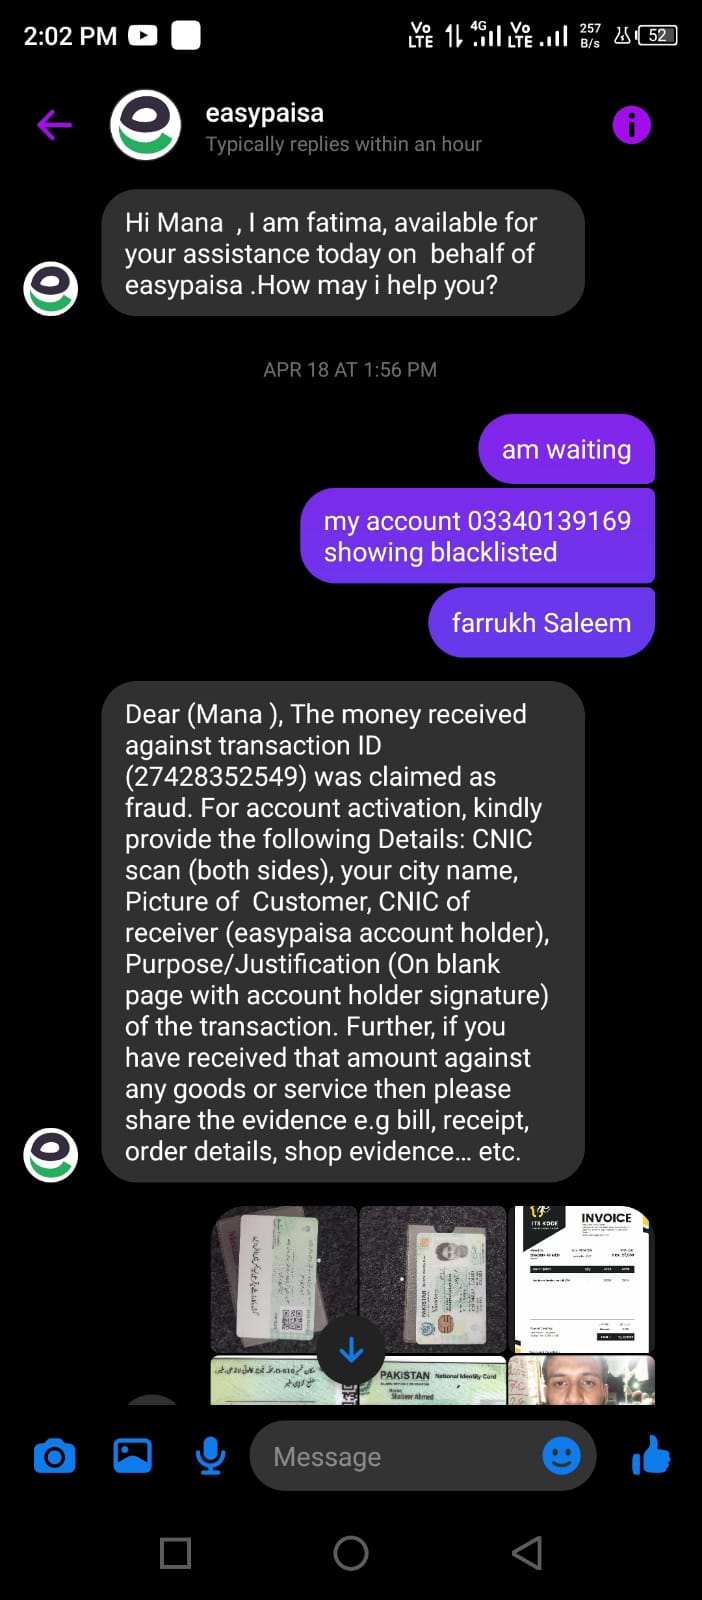 2:02 PM
Vo LTE 4G Vo LTE 257 B/s 52
easypaisa
Typically replies within an hour
Hi Mana , I am fatima, available for
your assistance today on behalf of
easypaisa .How may i help you?
APR 18 AT 1:56 PM
am waiting
my account 03340139169
showing blacklisted
farrukh Saleem
Dear (Mana ), The money received
against transaction ID
(27428352549) was claimed as
fraud. For account activation, kindly
provide the following Details: CNIC
scan (both sides), your city name,
Picture of Customer, CNIC of
receiver (easypaisa account holder),
Purpose/Justification (On blank
page with account holder signature)
of the transaction. Further, if you
have received that amount against
any goods or service then please
share the evidence e.g bill, receipt,
order details, shop evidence... etc.
PAKISTAN
ITS KODE
INVOICE
PAKISTAN National Identity Card
Name
Shabeer Ahmed
Message